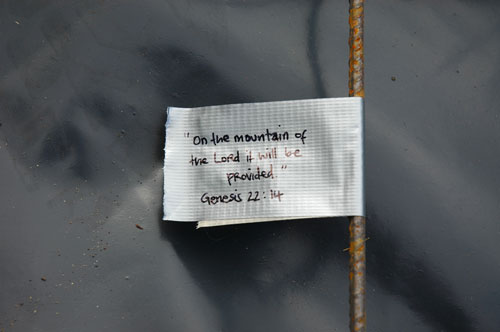 "On the mountain of
the Lord it will be
provided"
Genesis 22:14